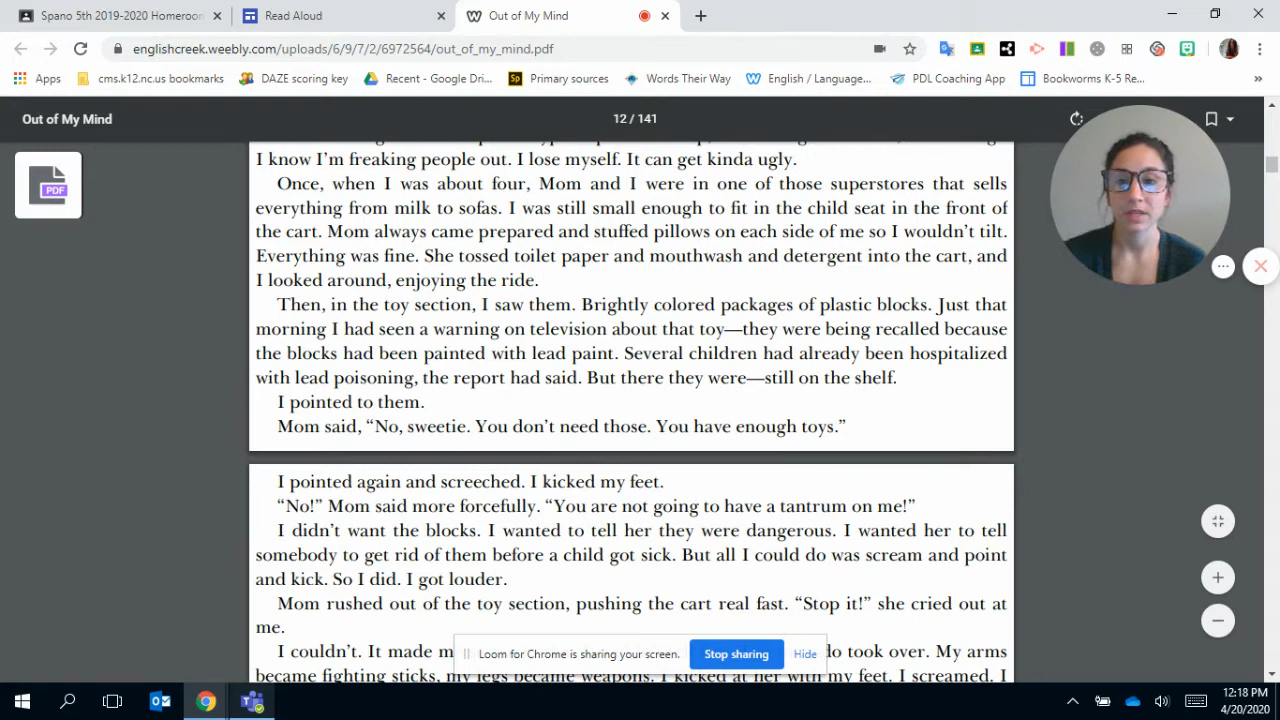 Spano 5th 2019-2020 Homeroom
Read Aloud
Out of My Mind
englishcreek.weebly.com/uploads/6/9/7/2/6972564/out_of_my_mind.pdf
Apps cms.k12.nc.us bookmarks DAZE scoring key Recent - Google Dri... Sp Primary sources Words Their Way English / Language... PDL Coaching App Bookworms K-5 Re... »
Out of My Mind
12 / 141
PDF
I know I'm freaking people out. I lose myself. It can get kinda ugly.
Once, when I was about four, Mom and I were in one of those superstores that sells
everything from milk to sofas. I was still small enough to fit in the child seat in the front of
the cart. Mom always came prepared and stuffed pillows on each side of me so I wouldn't tilt.
Everything was fine. She tossed toilet paper and mouthwash and detergent into the cart, and
I looked around, enjoying the ride.
Then, in the toy section, I saw them. Brightly colored packages of plastic blocks. Just that
morning I had seen a warning on television about that toy—they were being recalled because
the blocks had been painted with lead paint. Several children had already been hospitalized
with lead poisoning, the report had said. But there they were—still on the shelf.
I pointed to them.
Mom said, “No, sweetie. You don't need those. You have enough toys.”
I pointed again and screeched. I kicked my feet.
“No!” Mom said more forcefully. “You are not going to have a tantrum on me!”
I didn't want the blocks. I wanted to tell her they were dangerous. I wanted her to tell
somebody to get rid of them before a child got sick. But all I could do was scream and point
and kick. So I did. I got louder.
Mom rushed out of the toy section, pushing the cart real fast. “Stop it!” she cried out at
me.
I couldn't. It made m do took over. My arms
became fighting sticks, my legs became weapons. I kicked at her with my feet. I screamed. I
Loom for Chrome is sharing your screen. Stop sharing Hide
12:18 PM
4/20/2020